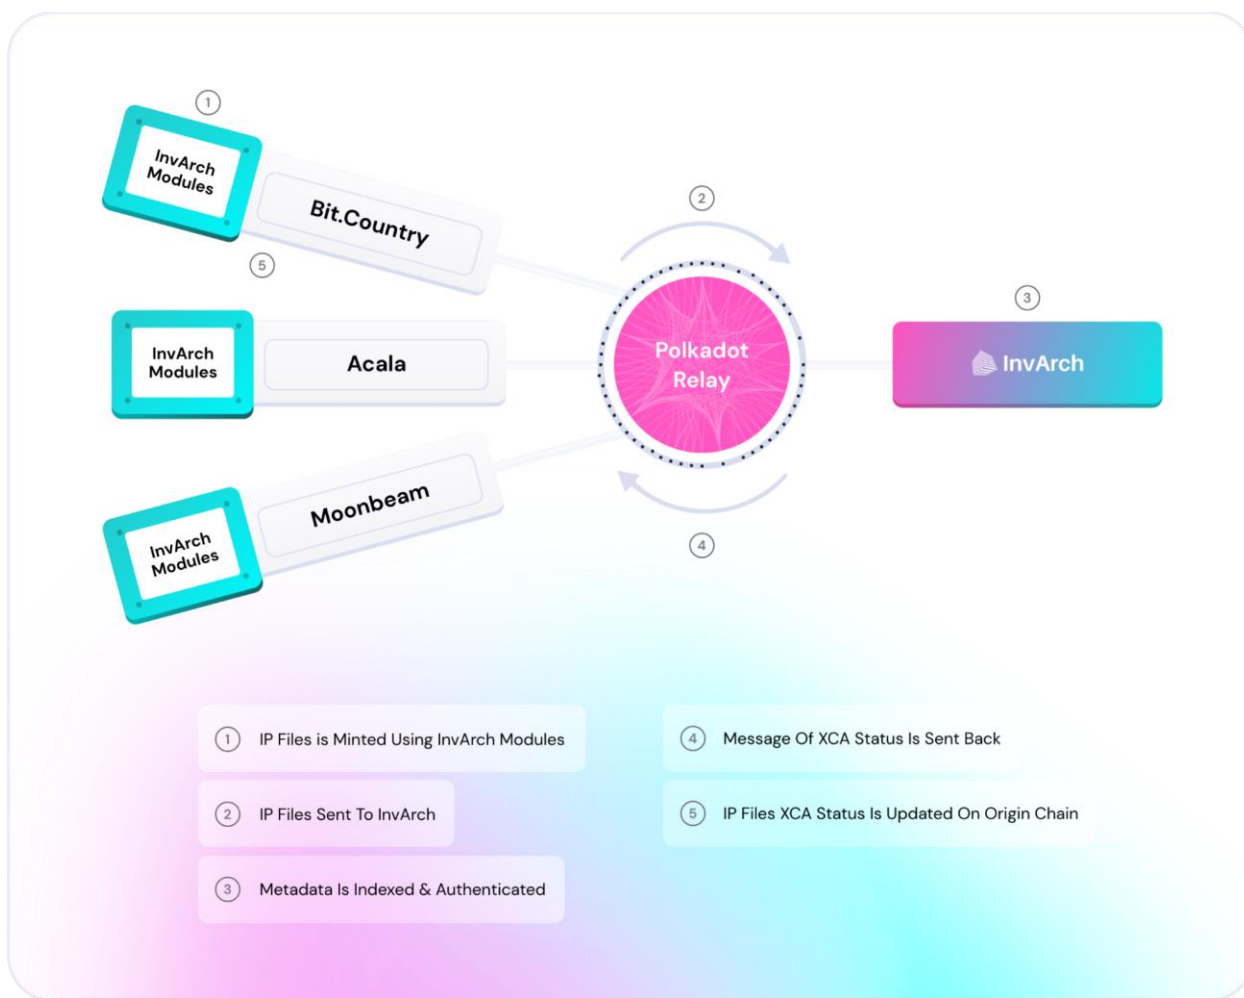 1
InvArch
Modules
Bit.Country
5
2
InvArch
Modules
Acala
Polkadot
Relay
3
InvArch
InvArch
Modules
Moonbeam
4
1 IP Files is Minted Using InvArch Modules
2 IP Files Sent To InvArch
3 Metadata Is Indexed & Authenticated
4 Message Of XCA Status Is Sent Back
5 IP Files XCA Status Is Updated On Origin Chain